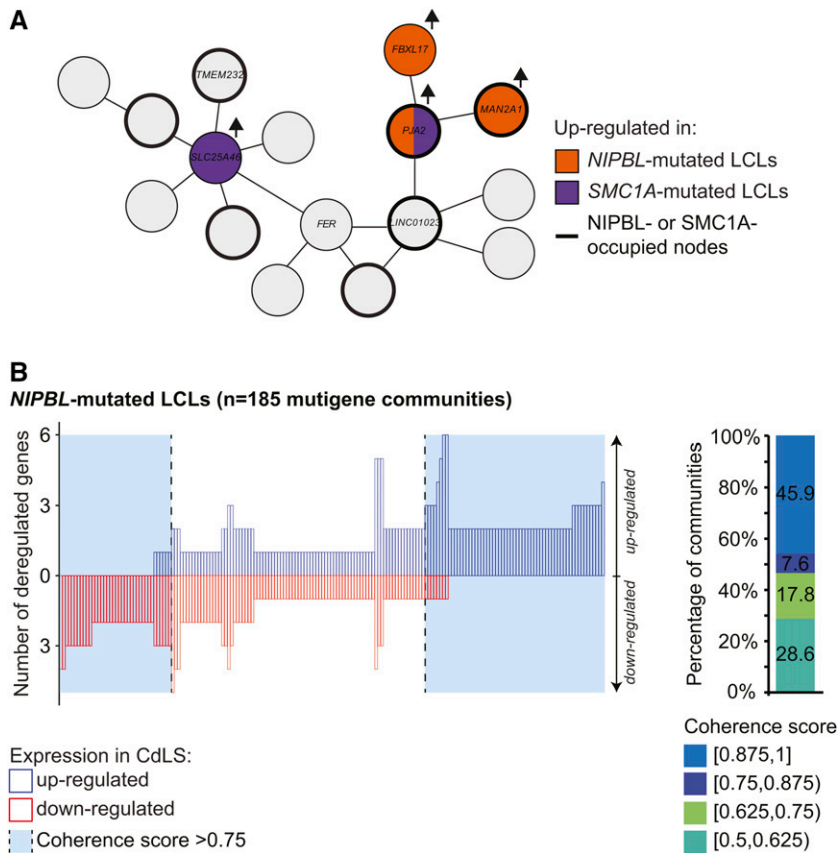 A
FBXL17
TMEM232
MAN2A1
PJA2
SLC25A46
FER
LINC01023
Up-regulated in:
NIPBL-mutated LCLs
SMC1A-mutated LCLs
NIPBL- or SMC1A-
occupied nodes
B
NIPBL-mutated LCLs (n=185 mutigene communities)
Number of deregulated genes
6
3
0
3
up-regulated
down-regulated
Percentage of communities
100%
80%
60%
40%
20%
0%
45.9
7.6
17.8
28.6
Expression in CdLS:
up-regulated
down-regulated
Coherence score >0.75
Coherence score
[0.875,1]
[0.75,0.875)
[0.625,0.75)
[0.5,0.625)